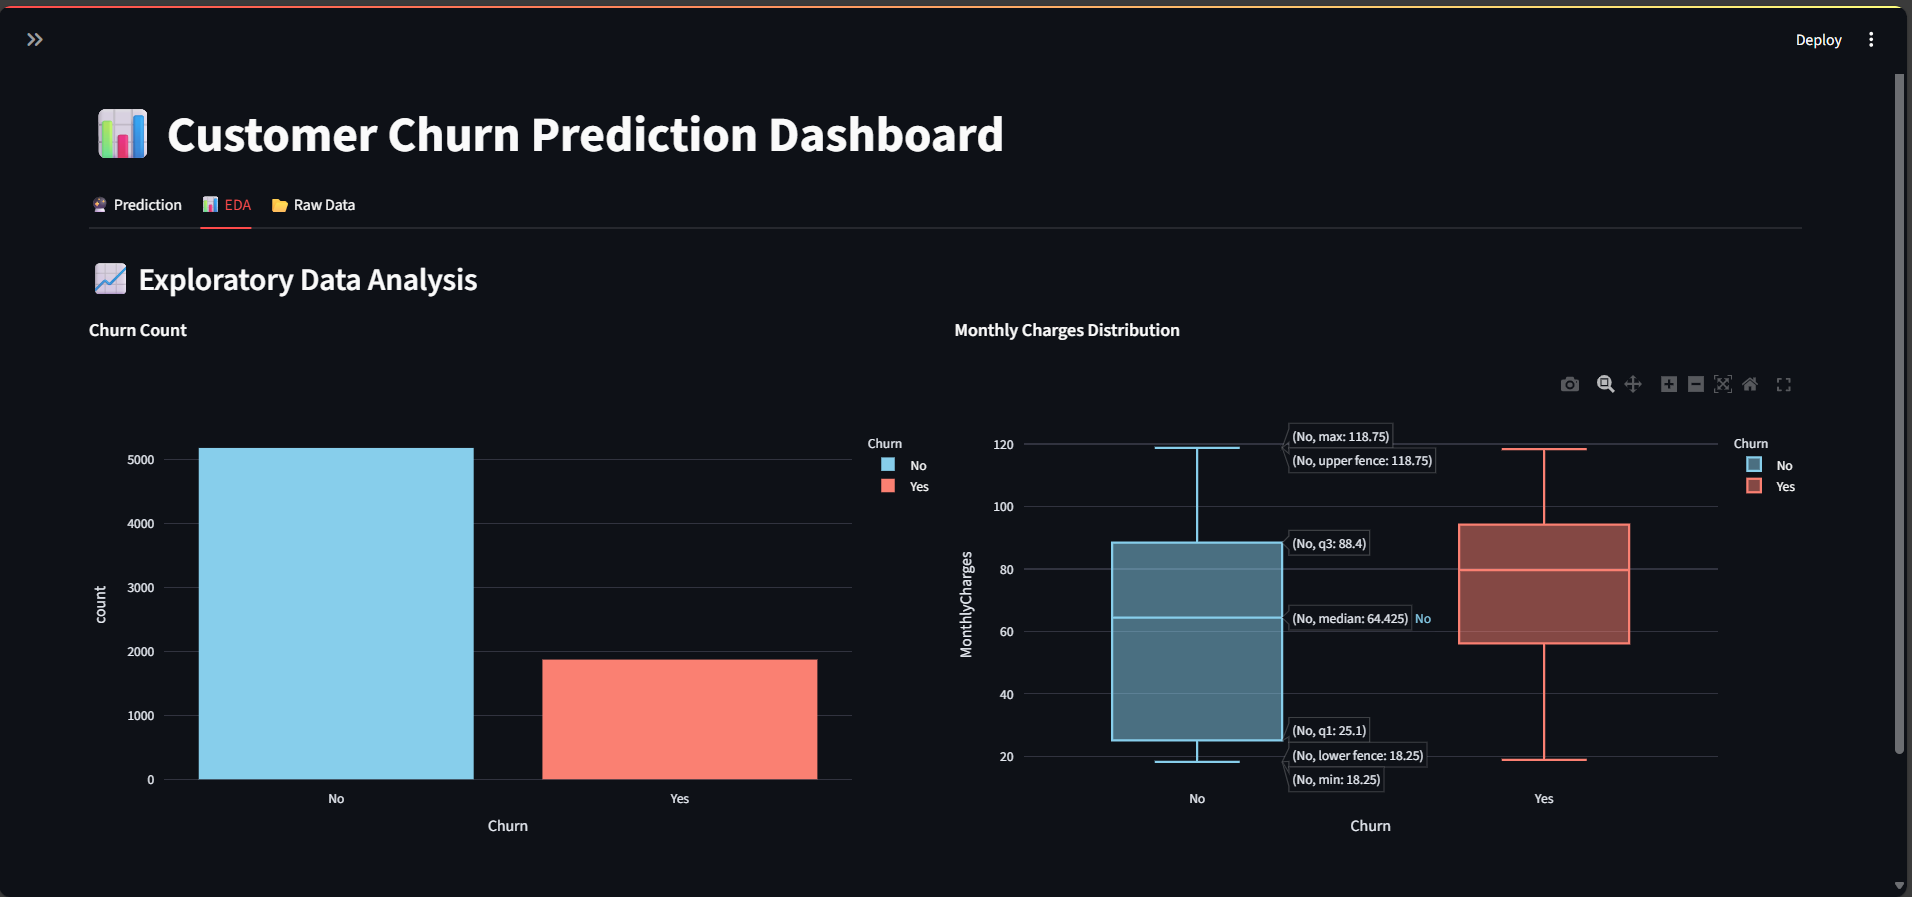 Deploy
Customer Churn Prediction Dashboard
Prediction
EDA
Raw Data
Exploratory Data Analysis
Churn Count
5000
4000
3000
2000
1000
0
count
No
Yes
Churn
Churn
No
Yes
Monthly Charges Distribution
120
100
80
60
40
20
MonthlyCharges
(No, max: 118.75)
(No, upper fence: 118.75)
(No, q3: 88.4)
(No, median: 64.425) No
(No, q1: 25.1)
(No, lower fence: 18.25)
(No, min: 18.25)
No
Yes
Churn
Churn
No
Yes